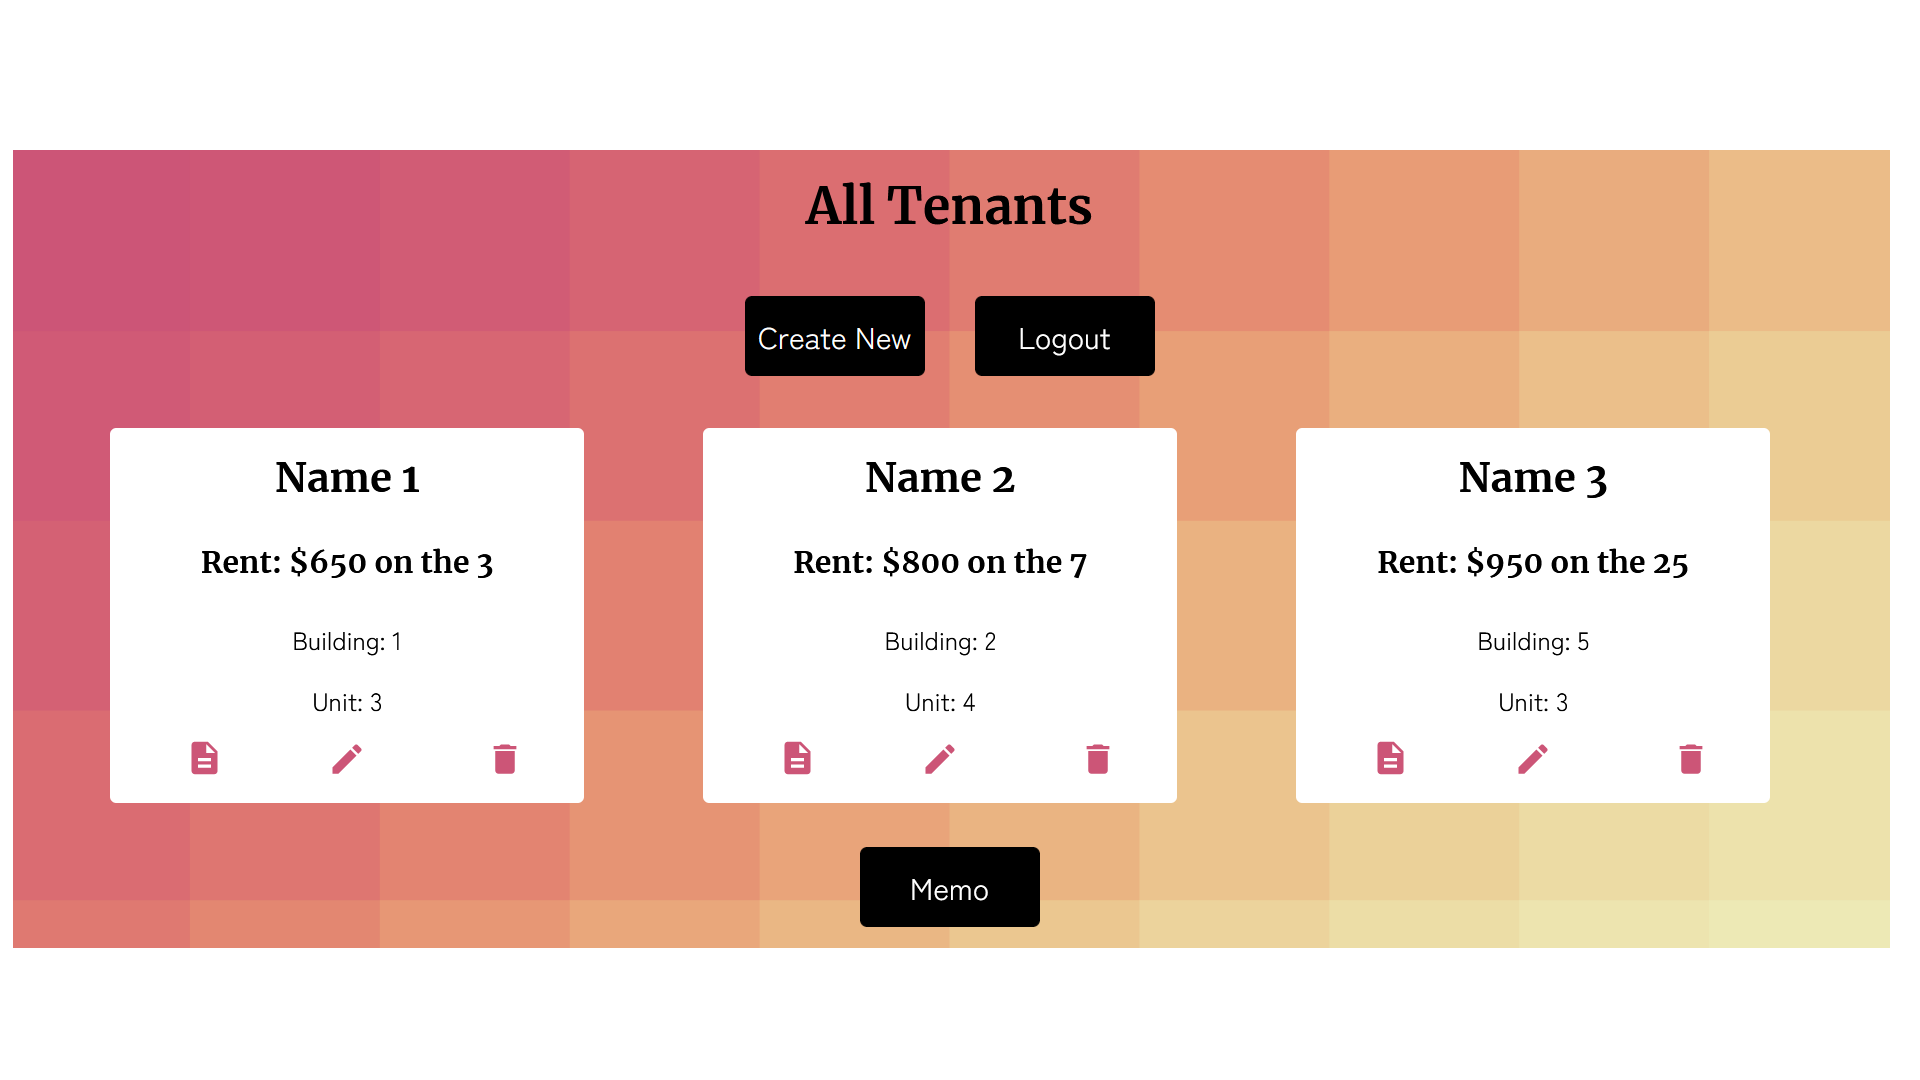 All Tenants
Create New
Logout
Name 1
Rent: $650 on the 3
Building: 1
Unit: 3
Name 2
Rent: $800 on the 7
Building: 2
Unit: 4
Name 3
Rent: $950 on the 25
Building: 5
Unit: 3
Memo